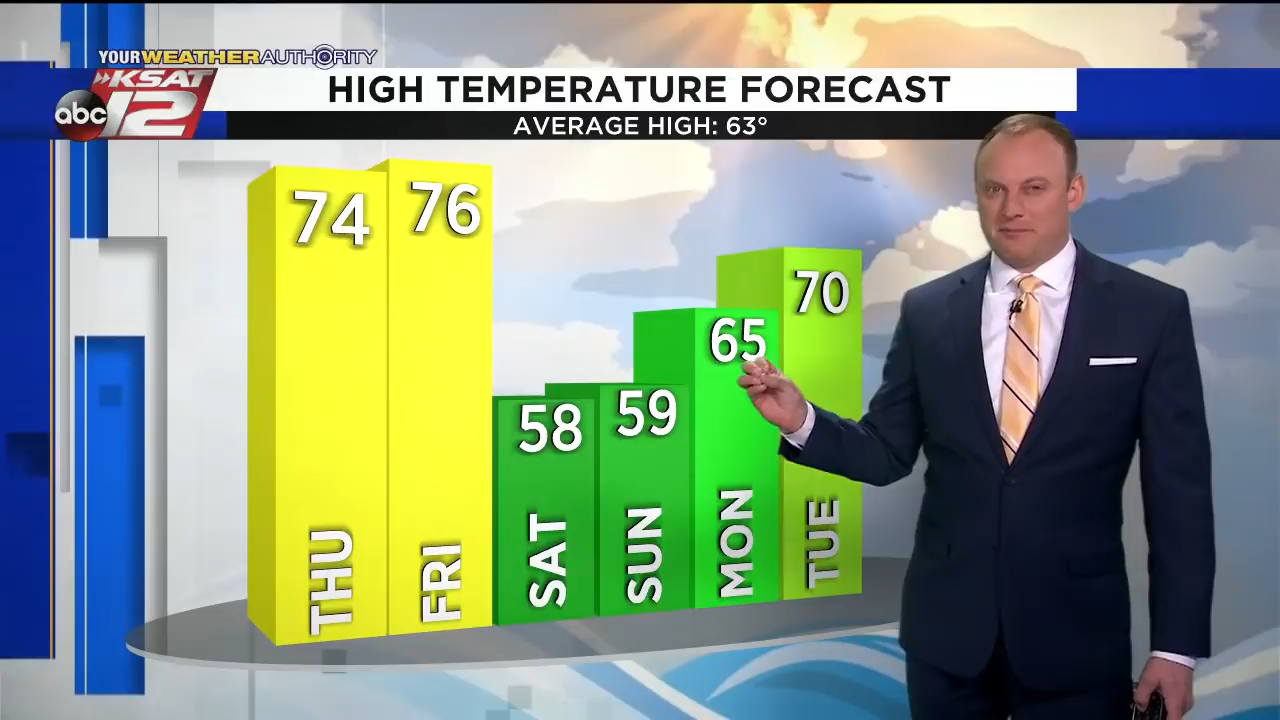 YOURWEATHERAUTHORITY
KSAT
abc 12
HIGH TEMPERATURE FORECAST
AVERAGE HIGH: 63°
74 76 58 59 65 70
THU FRI SAT SUN MON TUE